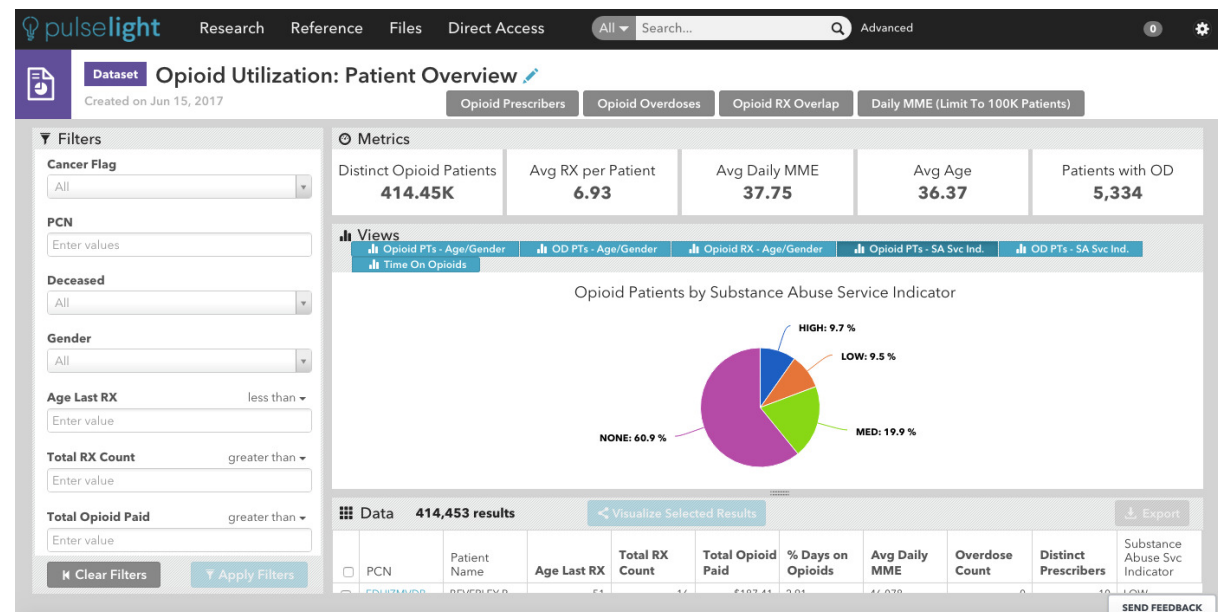 pulselight Research Reference Files Direct Access All Search... Advanced 0
Dataset Opioid Utilization: Patient Overview
Created on Jun 15, 2017
Opioid Prescribers Opioid Overdoses Opioid RX Overlap Daily MME (Limit To 100K Patients)
Filters
Cancer Flag
All
PCN
Enter values
Deceased
All
Gender
All
Age Last RX less than
Enter value
Total RX Count greater than
Enter value
Total Opioid Paid greater than
Enter value
Clear Filters Apply Filters
Metrics
Distinct Opioid Patients
414.45K
Avg RX per Patient
6.93
Avg Daily MME
37.75
Avg Age
36.37
Patients with OD
5,334
Views
Opioid PTs - Age/Gender OD PTs - Age/Gender Opioid RX - Age/Gender Opioid PTs - SA Svc Ind. OD PTs - SA Svc Ind.
Time On Opioids
Opioid Patients by Substance Abuse Service Indicator
HIGH: 9.7 %
LOW: 9.5 %
MED: 19.9 %
NONE: 60.9 %
Data 414,453 results Visualize Selected Results Export
PCN
Patient
Name
Age Last RX
Total RX
Count
Total Opioid
Paid
% Days on
Opioids
Avg Daily
MME
Overdose
Count
Distinct
Prescribers
Substance
Abuse Svc
Indicator
SEND FEEDBACK